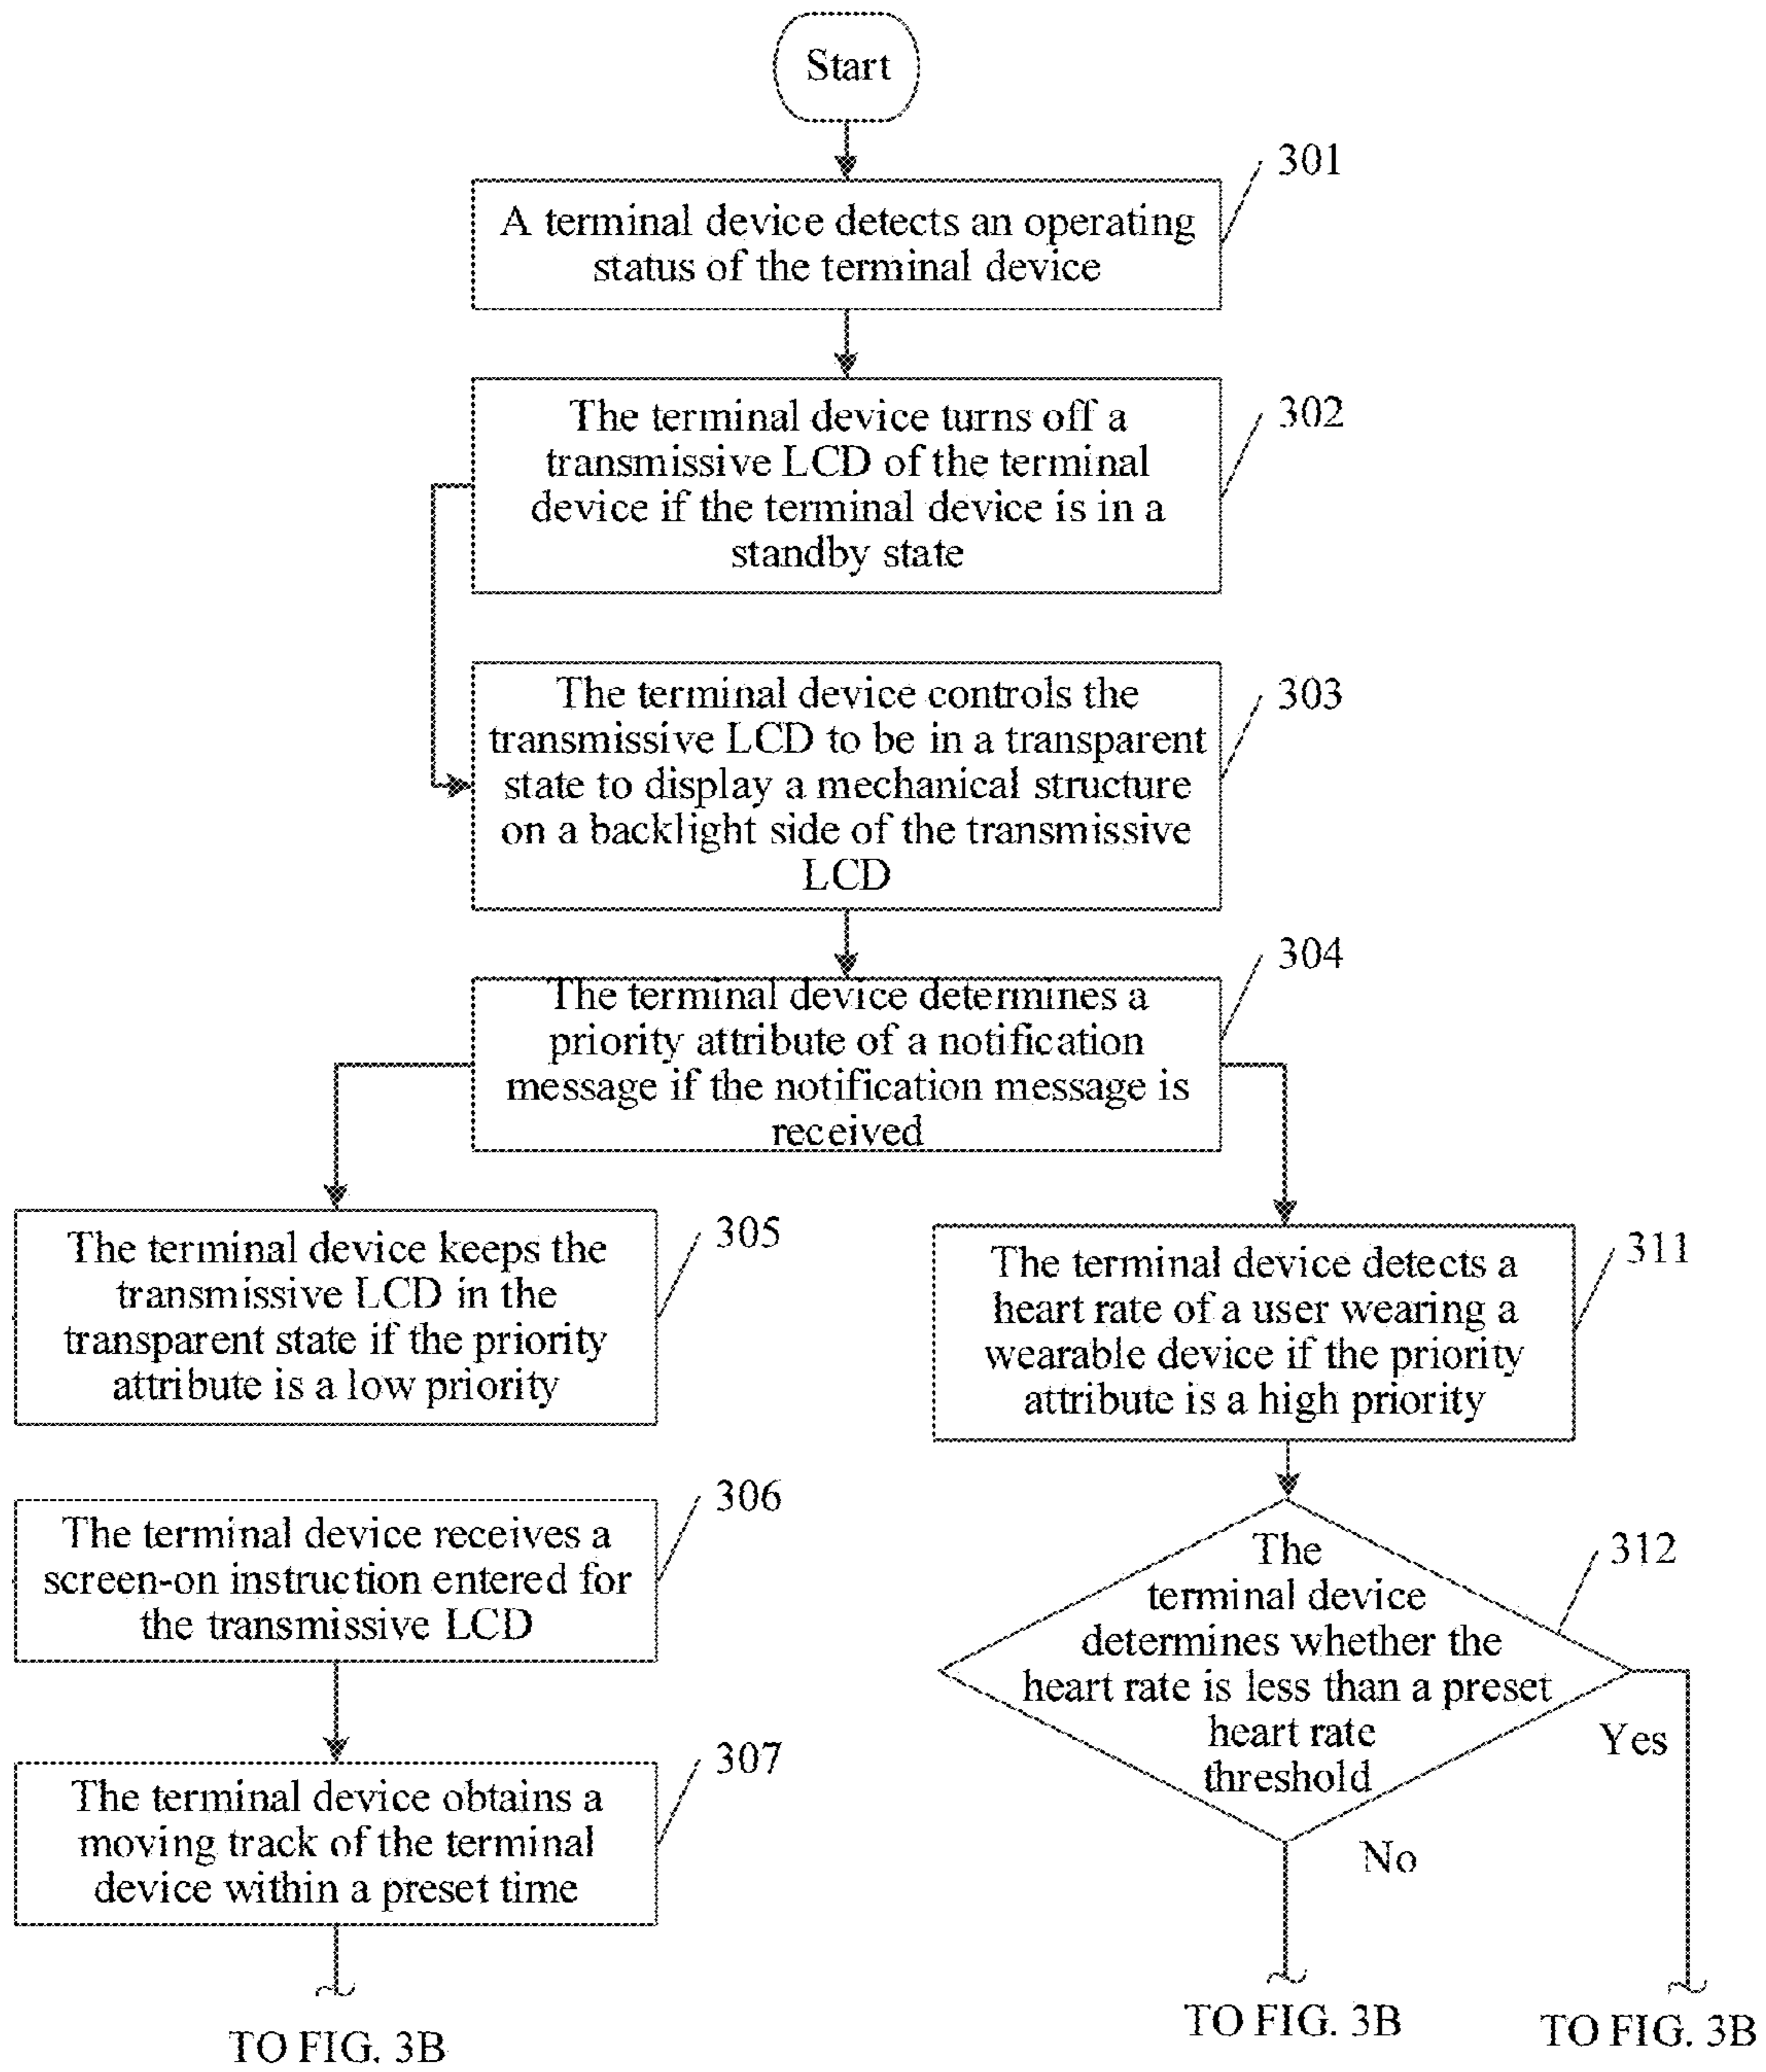 Start
301
A terminal device detects an operating
status of the terminal device
302
The terminal device turns off a
transmissive LCD of the terminal
device if the terminal device is in a
standby state
303
The terminal device controls the
transmissive LCD to be in a transparent
state to display a mechanical structure
on a backlight side of the transmissive
LCD
304
The terminal device determines a
priority attribute of a notification
message if the notification message is
received
305
The terminal device keeps the
transmissive LCD in the
transparent state if the priority
attribute is a low priority
306
The terminal device receives a
screen-on instruction entered for
the transmissive LCD
307
The terminal device obtains a
moving track of the terminal
device within a preset time
TO FIG. 3B
311
The terminal device detects a
heart rate of a user wearing a
wearable device if the priority
attribute is a high priority
312
The
terminal device
determines whether the
heart rate is less than a preset
heart rate
threshold
Yes
No
TO FIG. 3B
TO FIG. 3B